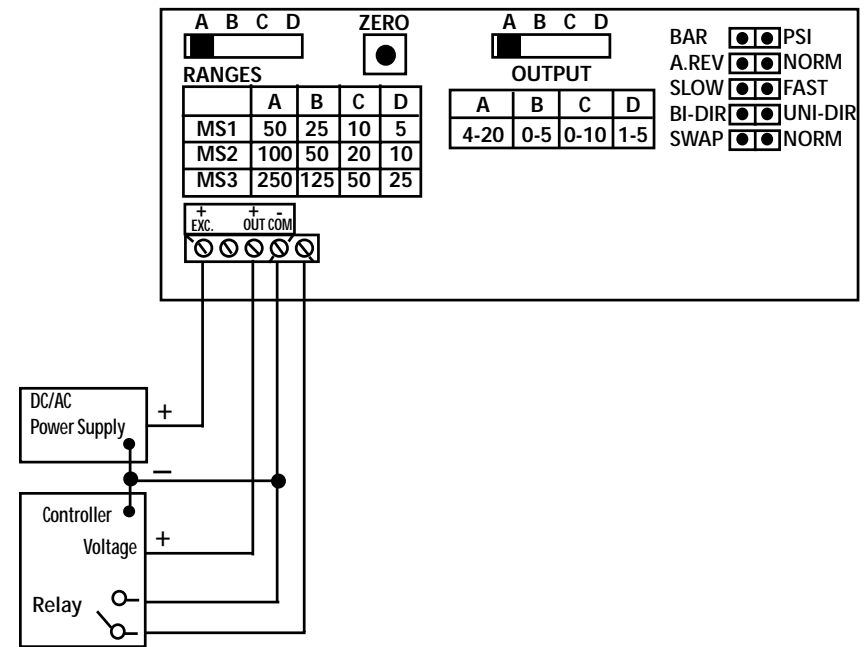 A B C D
ZERO
A B C D
RANGES
A B C D
MS1 50 25 10 5
MS2 100 50 20 10
MS3 250 125 50 25
OUTPUT
A B C D
4-20 0-5 0-10 1-5
BAR PSI
A.REV NORM
SLOW FAST
BI-DIR UNI-DIR
SWAP NORM
+ + -
EXC. OUT COM
DC/AC
Power Supply
+
–
Controller
Voltage
+
Relay